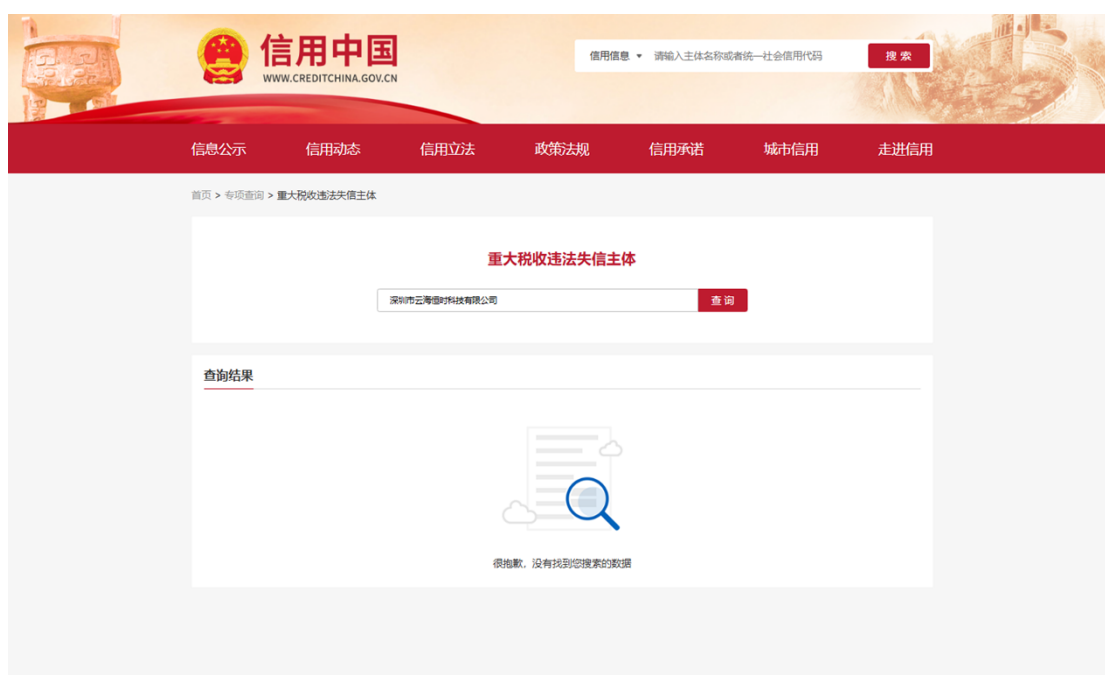 信用中国
WWW.CREDITCHINA.GOV.CN
信用信息 请输入主体名称或者统一社会信用代码 搜索
信息公示 信用动态 信用立法 政策法规 信用承诺 城市信用 走进信用
首页 > 专项查询 > 重大税收违法失信主体
重大税收违法失信主体
深圳市云海恒时科技有限公司 查询
查询结果
很抱歉，没有找到您搜索的数据